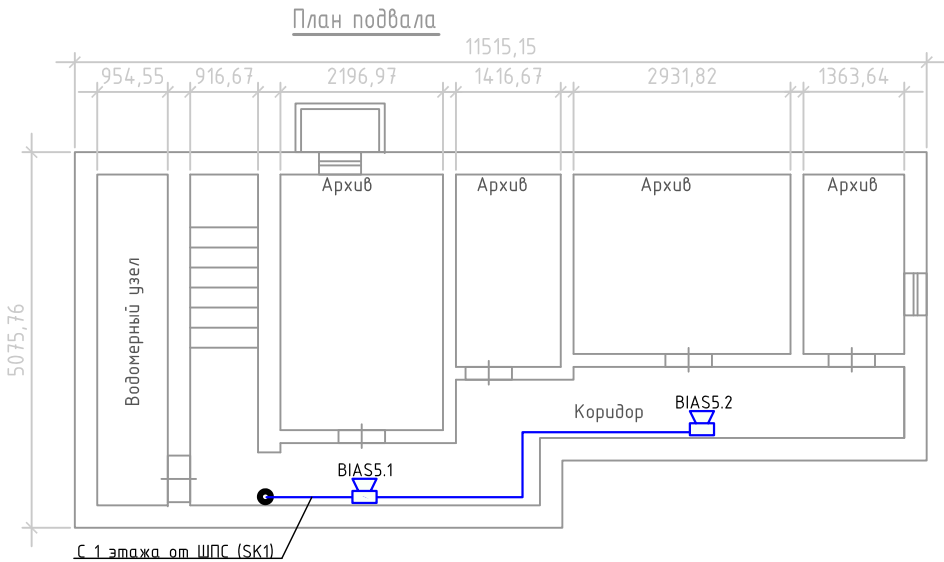 План подвала
11515,15
954,55 916,67 2196,97 1416,67 2931,82 1363,64
Архив Архив Архив Архив
Водомерный узел
5075,76
Коридор BIAS5.2
BIAS5.1
С 1 этажа от ШПС (SK1)